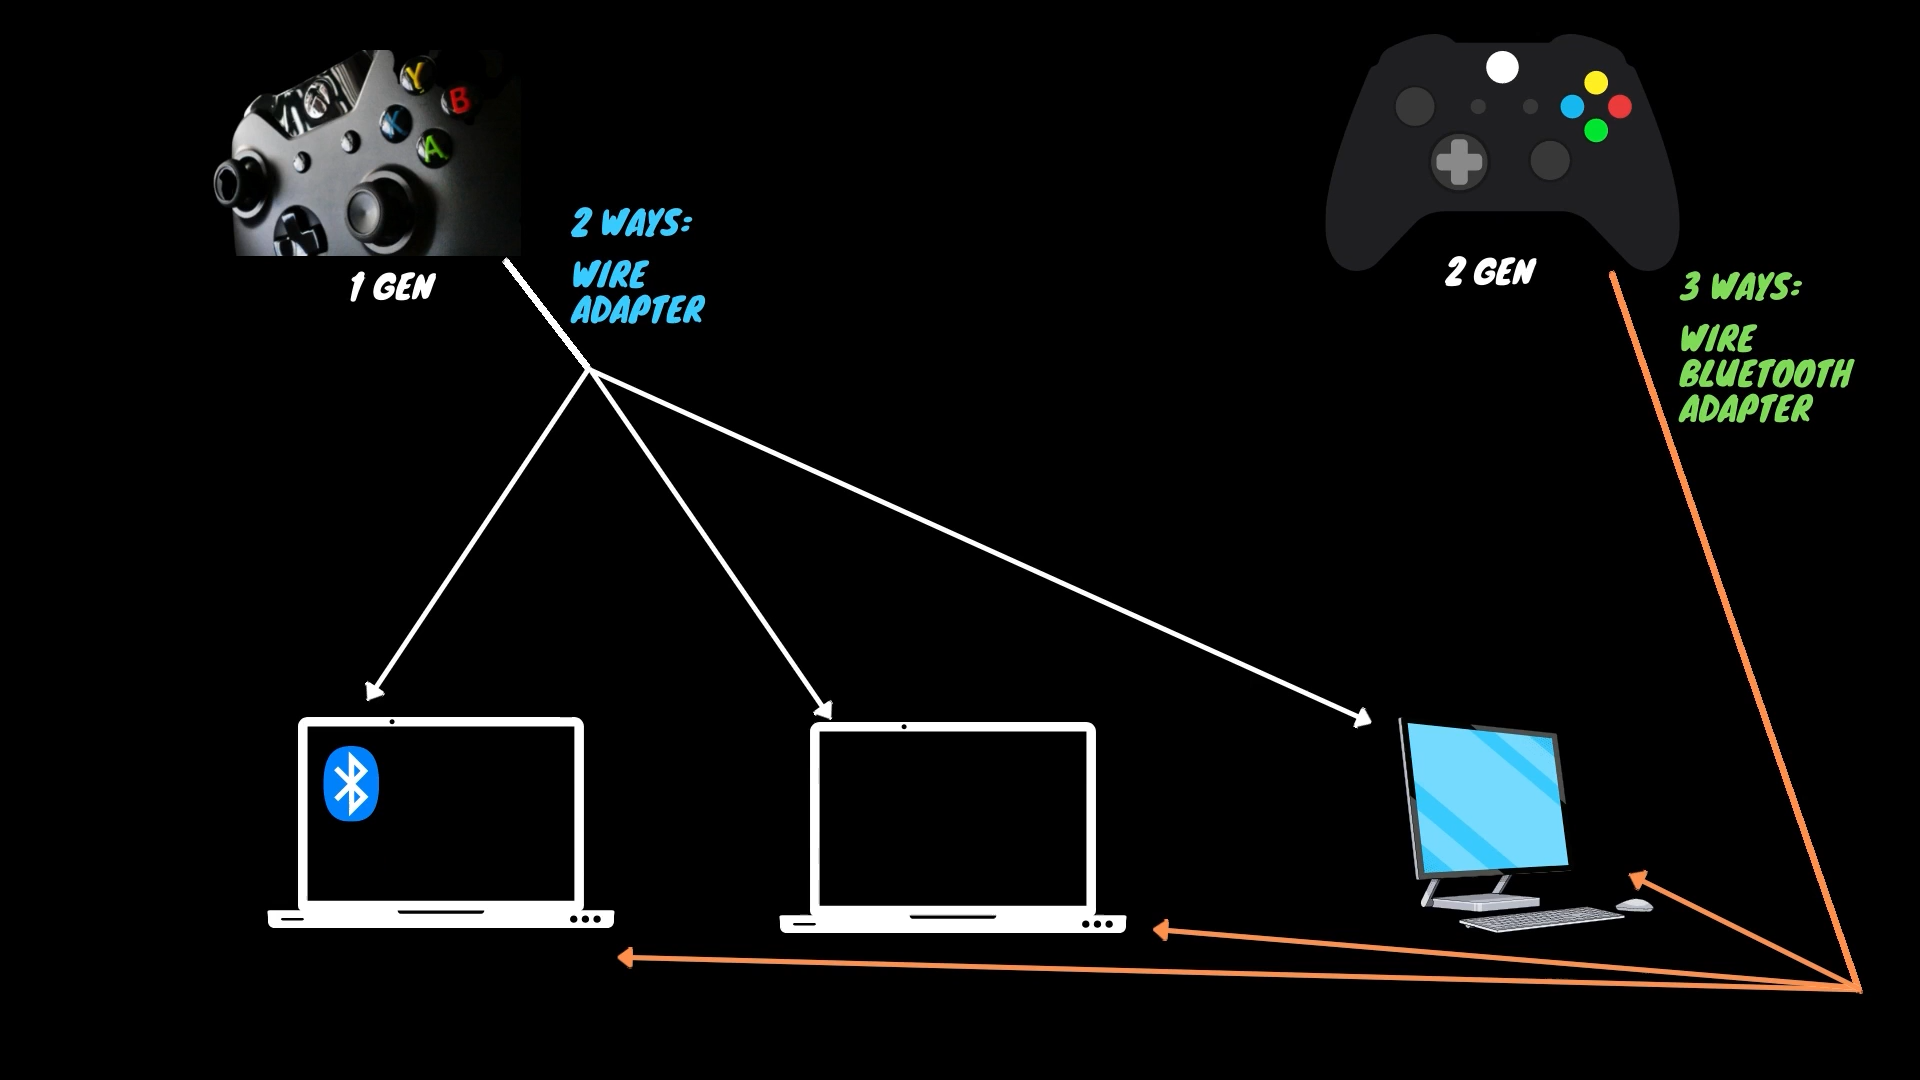 Y
B
X
A
1 GEN
2 WAYS:
WIRE
ADAPTER
2 GEN
3 WAYS:
WIRE
BLUETOOTH
ADAPTER